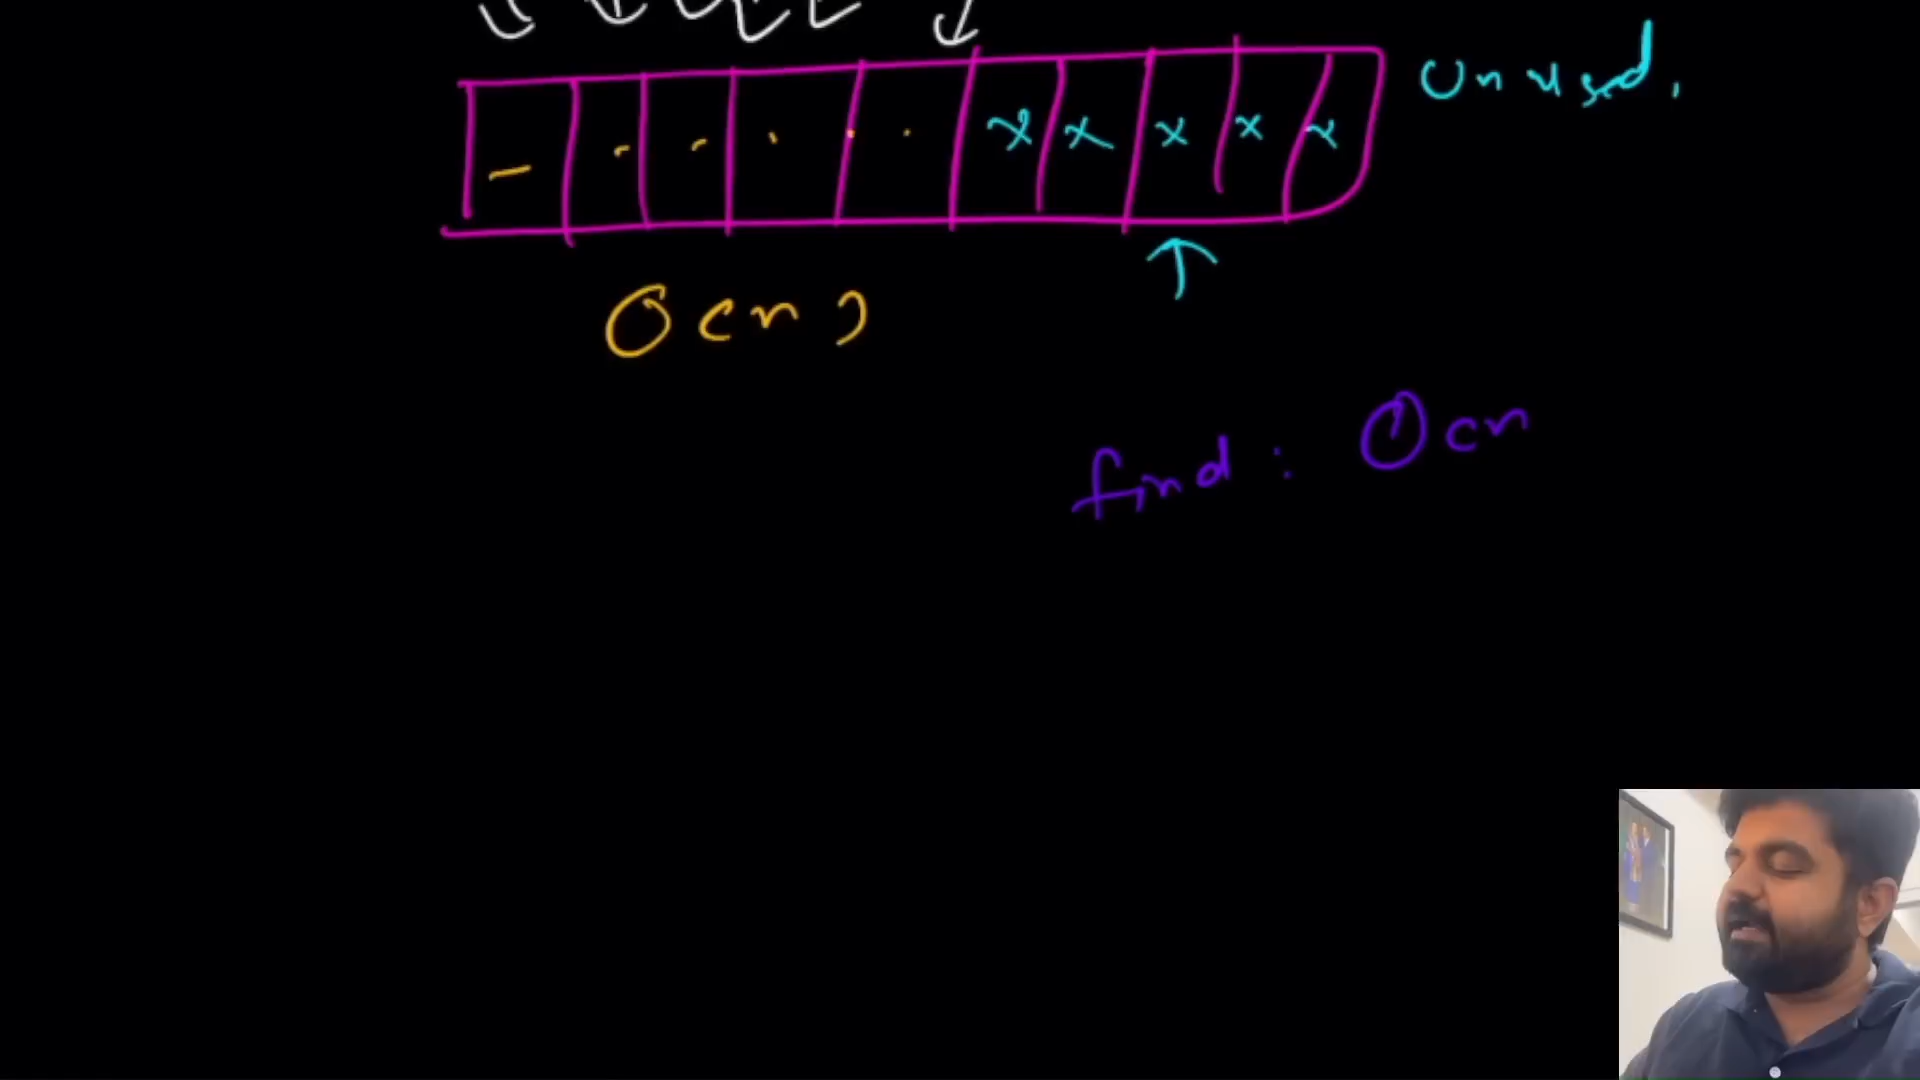 unused.
- . . . . . x x x x x
O(n)
find : O(n